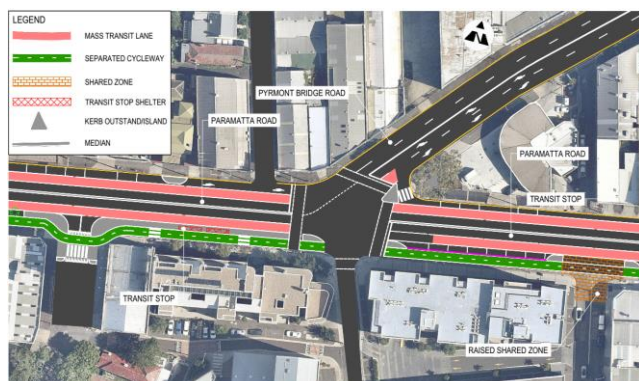 LEGEND
MASS TRANSIT LANE
SEPARATED CYCLEWAY
SHARED ZONE
TRANSIT STOP SHELTER
KERB OUTSTAND/ISLAND
MEDIAN
PYRMONT BRIDGE ROAD
PARAMATTA ROAD
PARAMATTA ROAD
TRANSIT STOP
TRANSIT STOP
RAISED SHARED ZONE